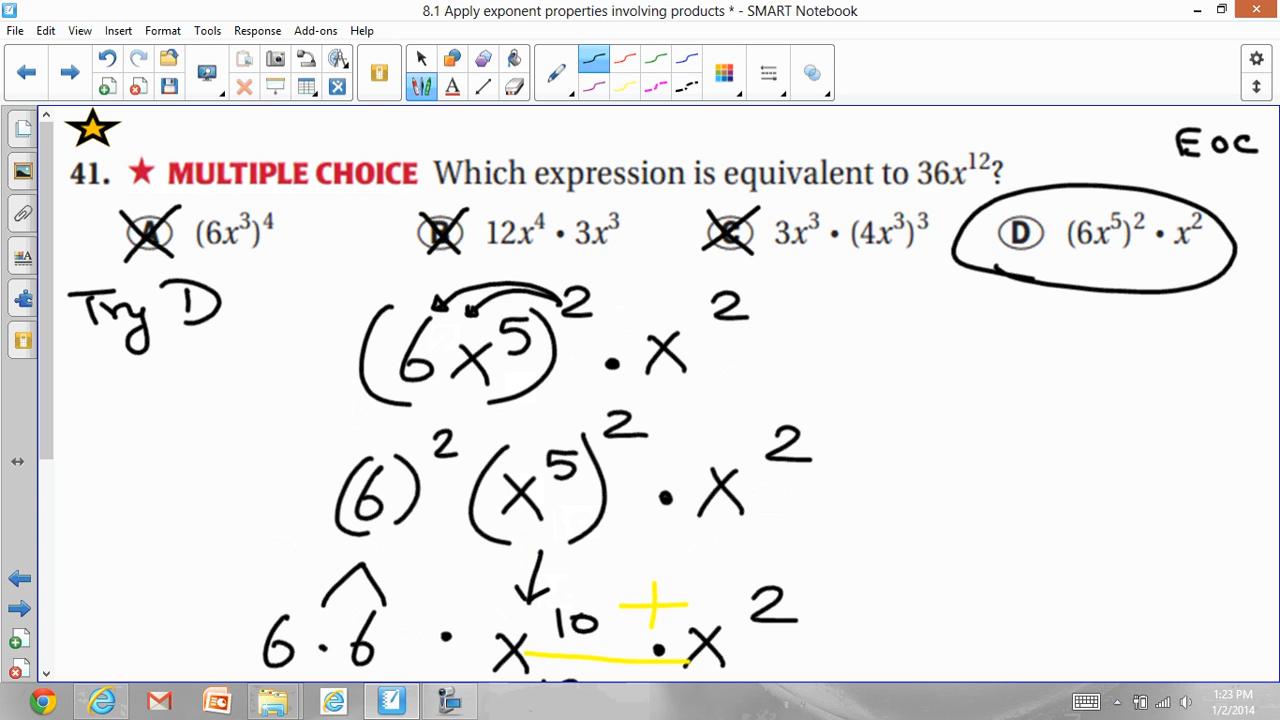 8.1 Apply exponent properties involving products * - SMART Notebook
File Edit View Insert Format Tools Response Add-ons Help
EOC
41. ★ MULTIPLE CHOICE Which expression is equivalent to 36x¹²?
A (6x³)⁴ B 12x⁴ • 3x³ C 3x³ • (4x³)³ D (6x⁵)² • x²
Try D
(6x⁵)² • x²
(6)² (x⁵)² • x²
+
6 • 6 • x¹⁰ • x²
1:23 PM
1/2/2014